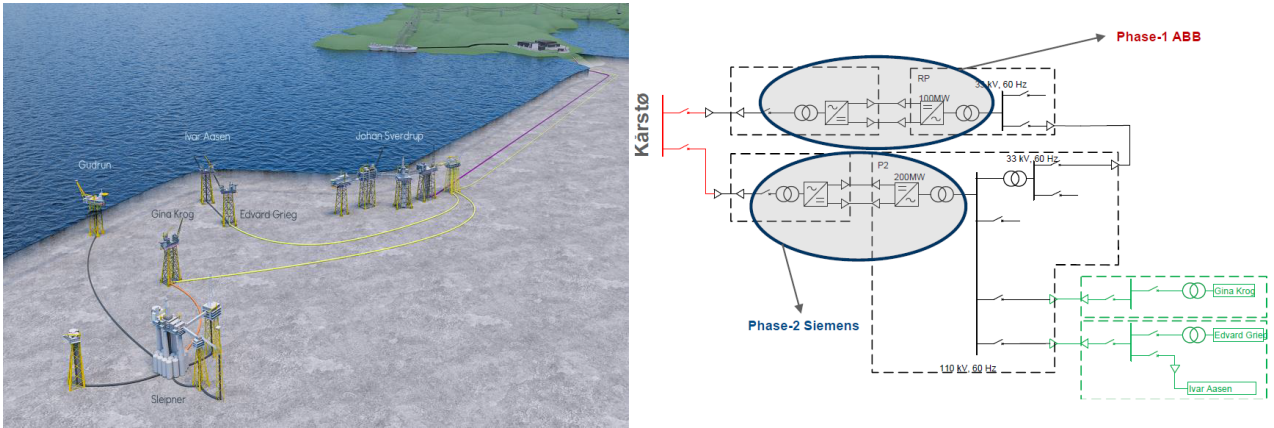 Gudrun
Ivar Aasen
Johan Sverdrup
Gina Krog
Edvard Grieg
Sleipner
Phase-1 ABB
Kårstø
RP
100MW
33 kV, 60 Hz
P2
200MW
33 kV, 60 Hz
Phase-2 Siemens
110 kV, 60 Hz
Gina Krog
Edvard Grieg
Ivar Aasen